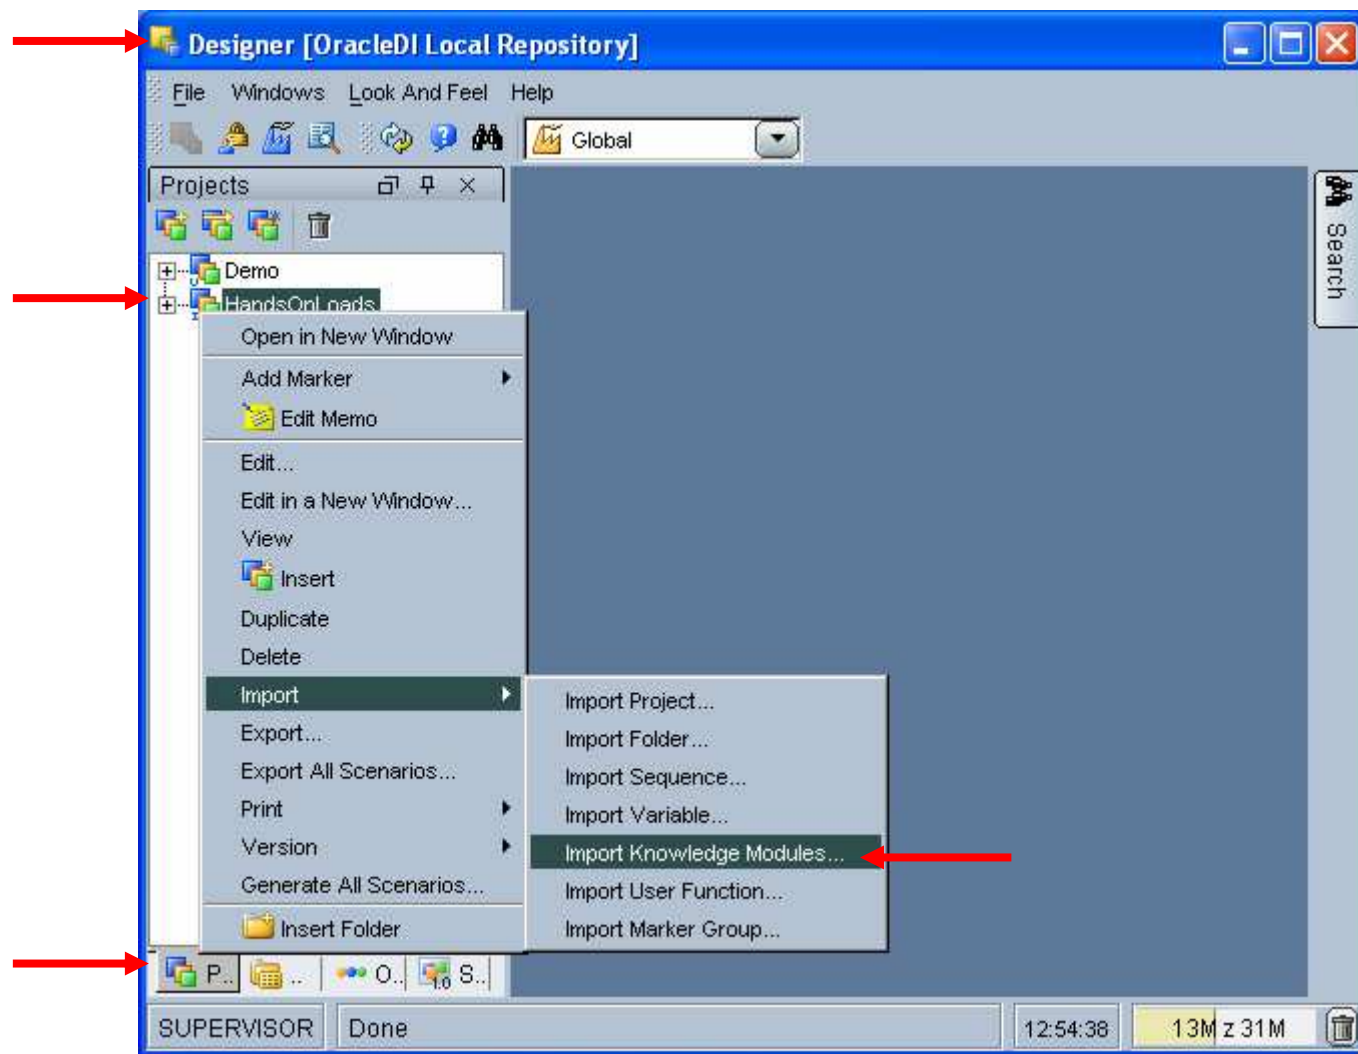 Designer [OracleDI Local Repository]
File Windows Look And Feel Help
Global
Projects
Search
Demo
HandsOnLoads
Open in New Window
Add Marker
Edit Memo
Edit...
Edit in a New Window...
View
Insert
Duplicate
Delete
Import
Export...
Export All Scenarios...
Print
Version
Generate All Scenarios...
Insert Folder
Import Project...
Import Folder...
Import Sequence...
Import Variable...
Import Knowledge Modules...
Import User Function...
Import Marker Group...
P.. .. O.. 1.0 S..
SUPERVISOR Done 12:54:38 13M z 31M